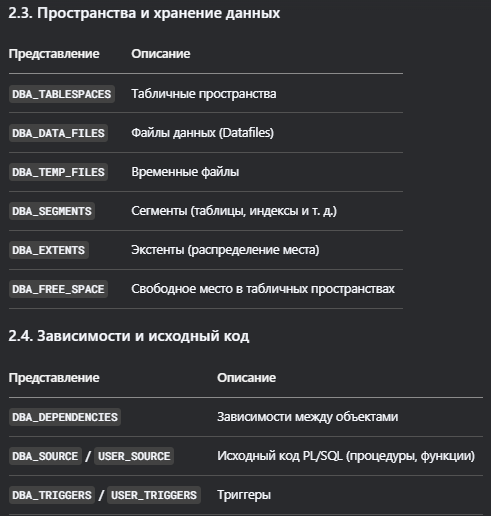 2.3. Пространства и хранение данных
Представление Описание
DBA_TABLESPACES Табличные пространства
DBA_DATA_FILES Файлы данных (Datafiles)
DBA_TEMP_FILES Временные файлы
DBA_SEGMENTS Сегменты (таблицы, индексы и т. д.)
DBA_EXTENTS Экстенты (распределение места)
DBA_FREE_SPACE Свободное место в табличных пространствах
2.4. Зависимости и исходный код
Представление Описание
DBA_DEPENDENCIES Зависимости между объектами
DBA_SOURCE / USER_SOURCE Исходный код PL/SQL (процедуры, функции)
DBA_TRIGGERS / USER_TRIGGERS Триггеры